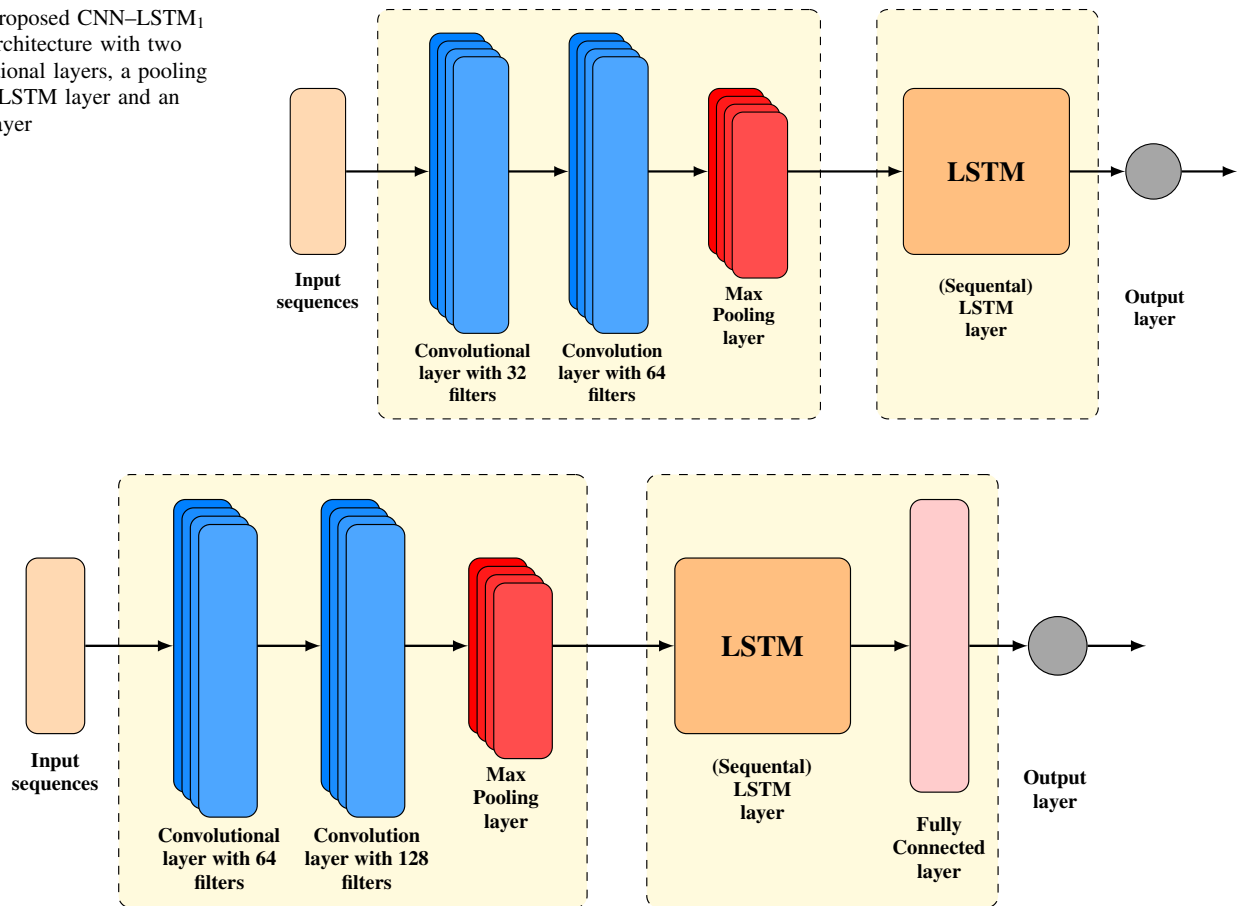 roposed CNN–LSTM₁
rchitecture with two
tional layers, a pooling
LSTM layer and an
ayer
LSTM
Input
sequences
Max
Pooling
layer
(Sequental)
LSTM
layer
Output
layer
Convolutional
layer with 32
filters
Convolution
layer with 64
filters
LSTM
Input
sequences
Max
Pooling
layer
(Sequental)
LSTM
layer
Output
layer
Convolutional
layer with 64
filters
Convolution
layer with 128
filters
Fully
Connected
layer